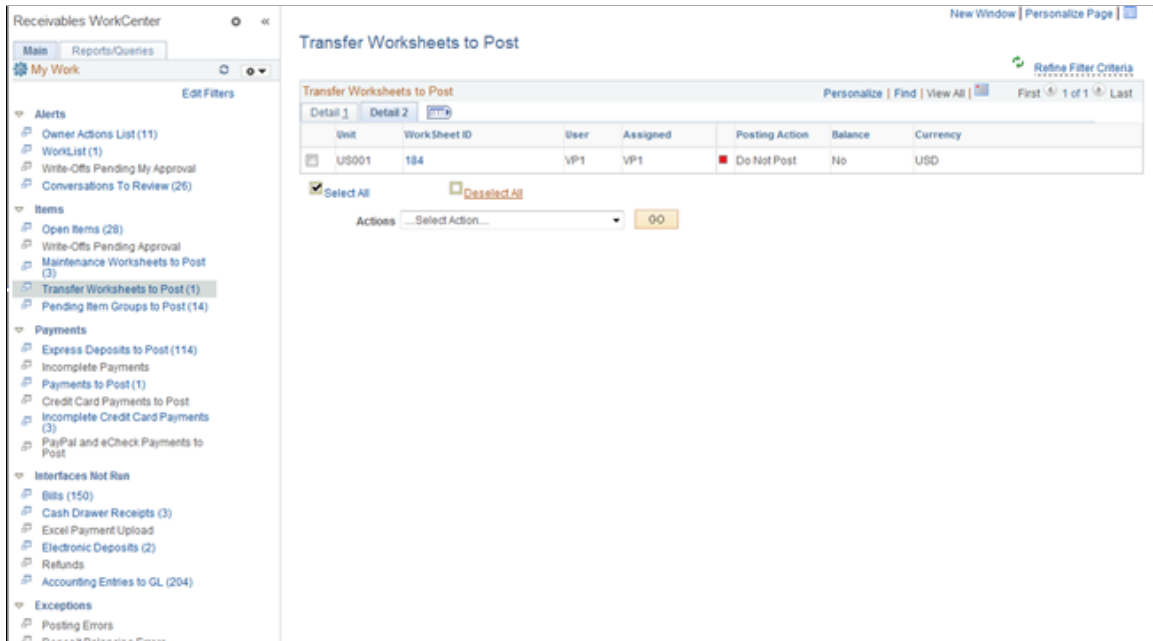 Receivables WorkCenter
New Window | Personalize Page |
Main Reports/Queries
My Work
Edit Filters
Alerts
Owner Actions List (11)
WorkList (1)
Write-Offs Pending My Approval
Conversations To Review (26)
Items
Open Items (28)
Write-Offs Pending Approval
Maintenance Worksheets to Post
(3)
Transfer Worksheets to Post (1)
Pending Item Groups to Post (14)
Payments
Express Deposits to Post (114)
Incomplete Payments
Payments to Post (1)
Credit Card Payments to Post
Incomplete Credit Card Payments
(3)
PayPal and eCheck Payments to
Post
Interfaces Not Run
Bills (150)
Cash Drawer Receipts (3)
Excel Payment Upload
Electronic Deposits (2)
Refunds
Accounting Entries to GL (204)
Exceptions
Posting Errors
Deposit Balancing Errors
Transfer Worksheets to Post
Refine Filter Criteria
Transfer Worksheets to Post Personalize | Find | View All | First 1 of 1 Last
Detail 1 Detail 2
Unit WorkSheet ID User Assigned Posting Action Balance Currency
US001 184 VP1 VP1 Do Not Post No USD
Select All Deselect All
Actions ...Select Action... GO